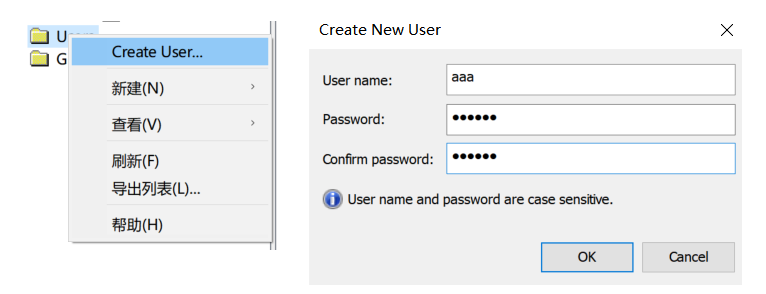 Create User...
新建(N)
查看(V)
刷新(F)
导出列表(L)...
帮助(H)
Create New User
User name:
aaa
Password:
••••••
Confirm password:
••••••
User name and password are case sensitive.
OK
Cancel